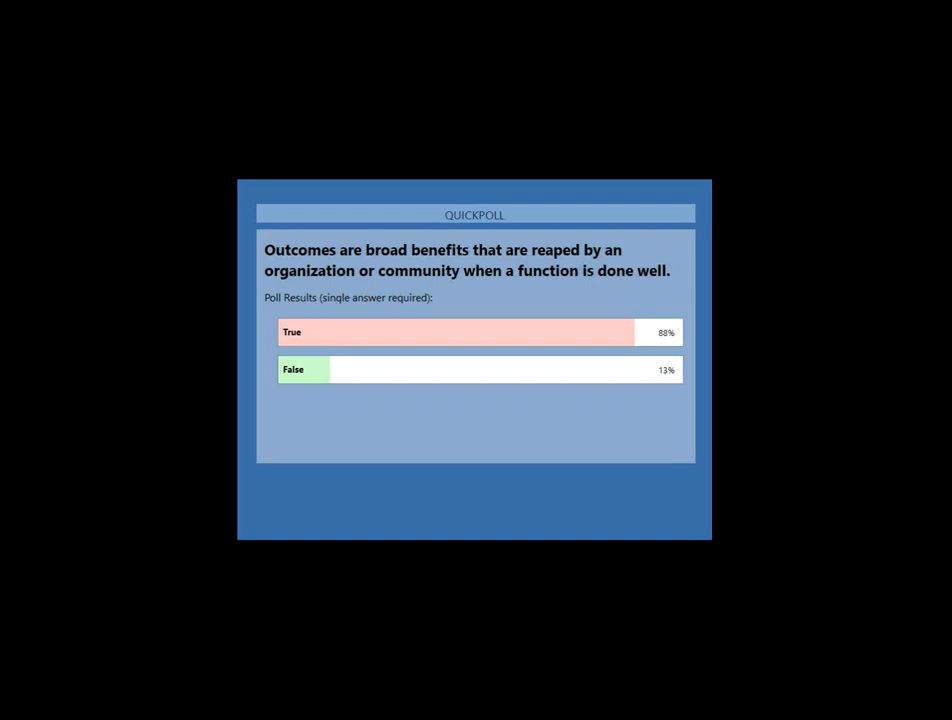 QUICKPOLL
Outcomes are broad benefits that are reaped by an
organization or community when a function is done well.
Poll Results (single answer required):
True 88%
False 13%